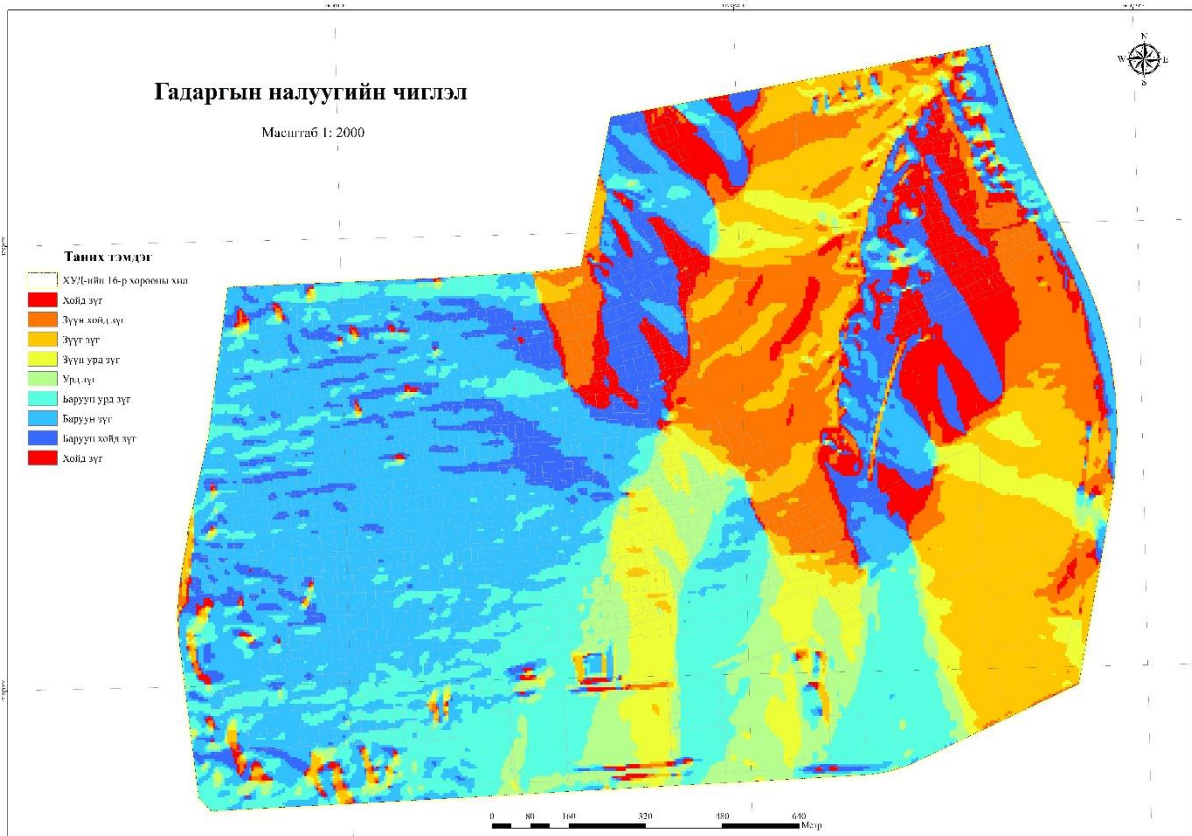 Гадаргын налуугийн чиглэл
Масштаб 1: 2000
N
W E
S
Таних тэмдэг
ХУД-ийн 16-р хорооны хил
Хойд зүг
Зүүн хойд зүг
Зүүн зүг
Зүүн урд зүг
Урд зүг
Баруун урд зүг
Баруун зүг
Баруун хойд зүг
Хойд зүг
0 80 160 320 480 640
Метр